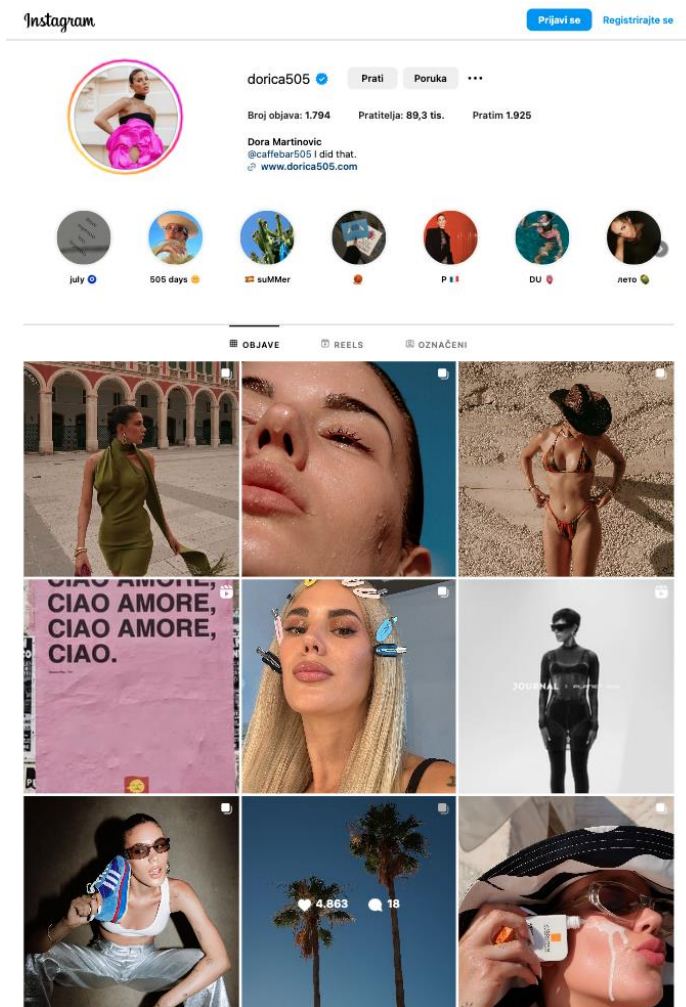 Instagram
Prijavi se
Registrirajte se
dorica505
Prati
Poruka
Broj objava: 1.794
Pratitelja: 89,3 tis.
Pratim 1.925
Dora Martinovic
@caffebar505 I did that.
www.dorica505.com
july
505 days
suMMer
P
DU
лето
OBJAVE
REELS
OZNAČENI
CIAO AMORE,
CIAO AMORE,
CIAO AMORE,
CIAO.
JOURNAL
4.863
18